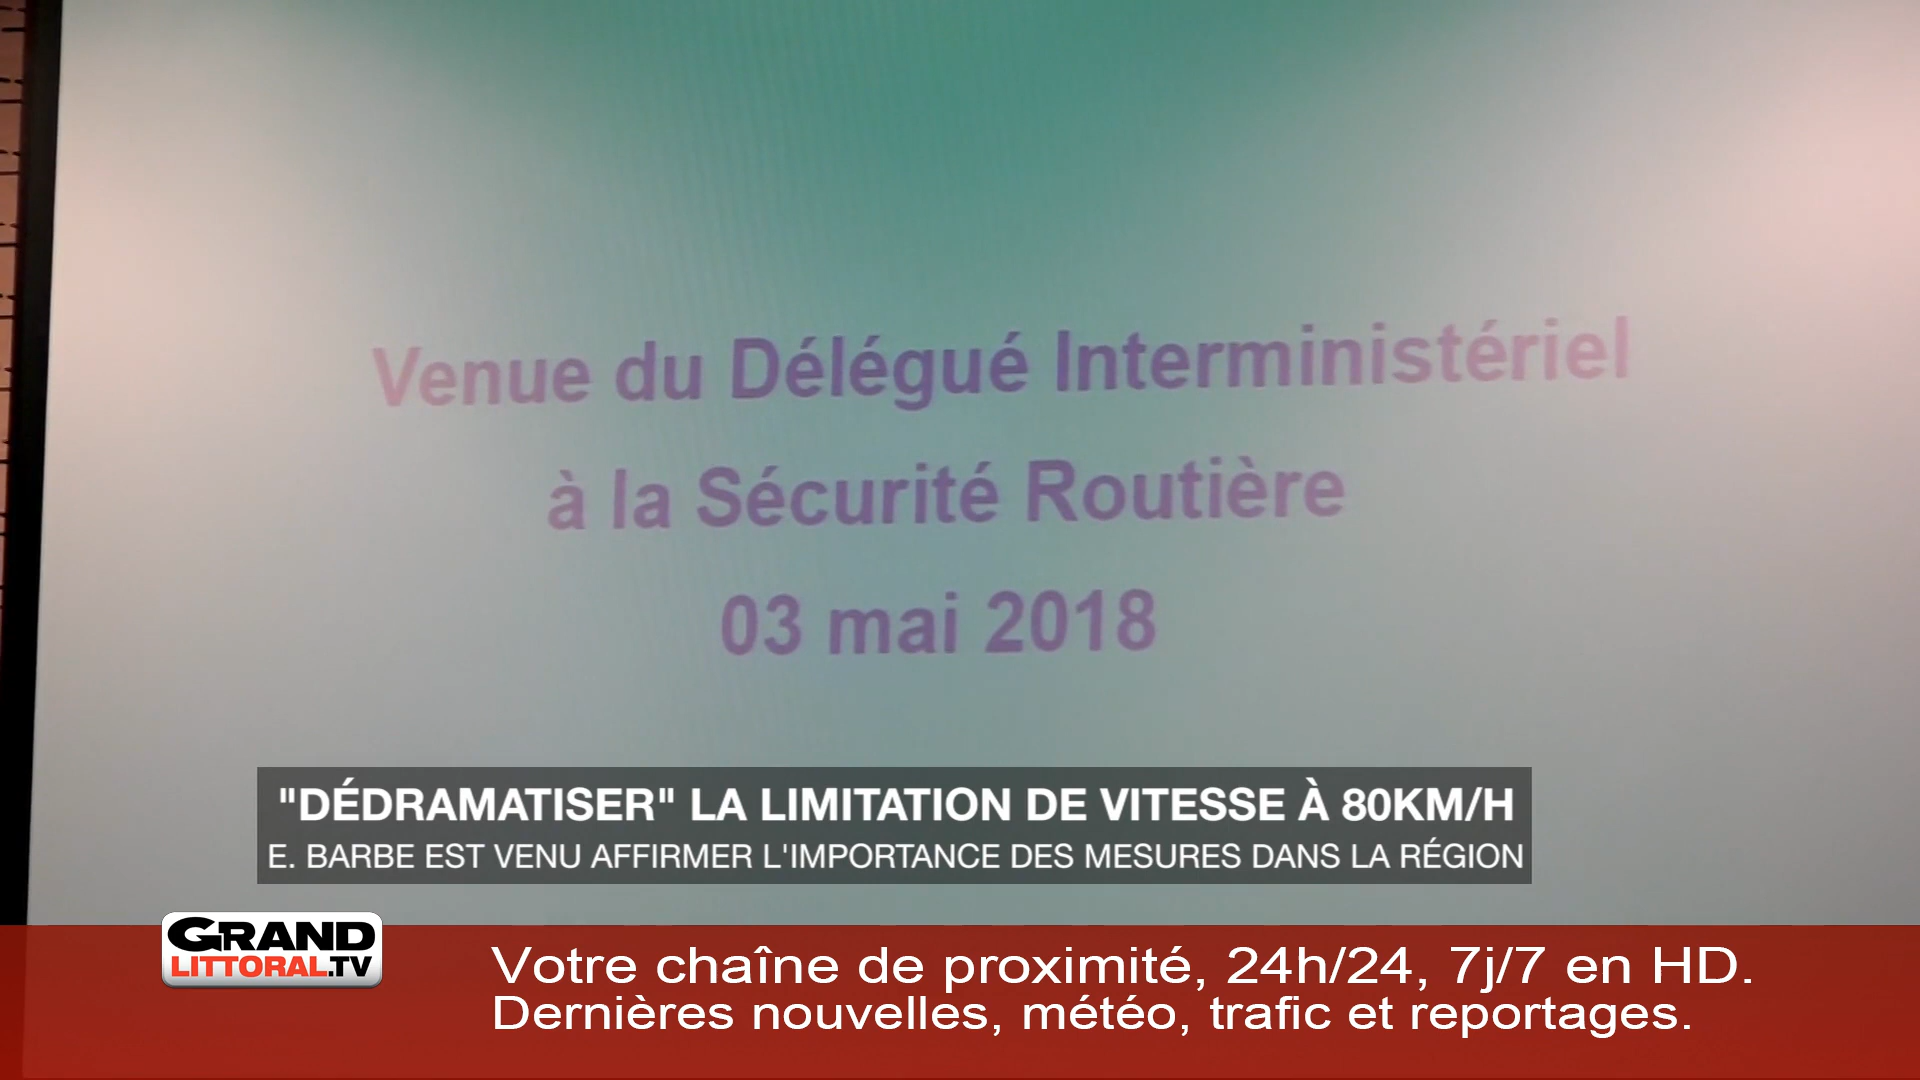 Venue du Délégué Interministériel
à la Sécurité Routière
03 mai 2018
"DÉDRAMATISER" LA LIMITATION DE VITESSE À 80KM/H
E. BARBE EST VENU AFFIRMER L'IMPORTANCE DES MESURES DANS LA RÉGION
GRAND
LITTORAL.TV
Votre chaîne de proximité, 24h/24, 7j/7 en HD.
Dernières nouvelles, météo, trafic et reportages.